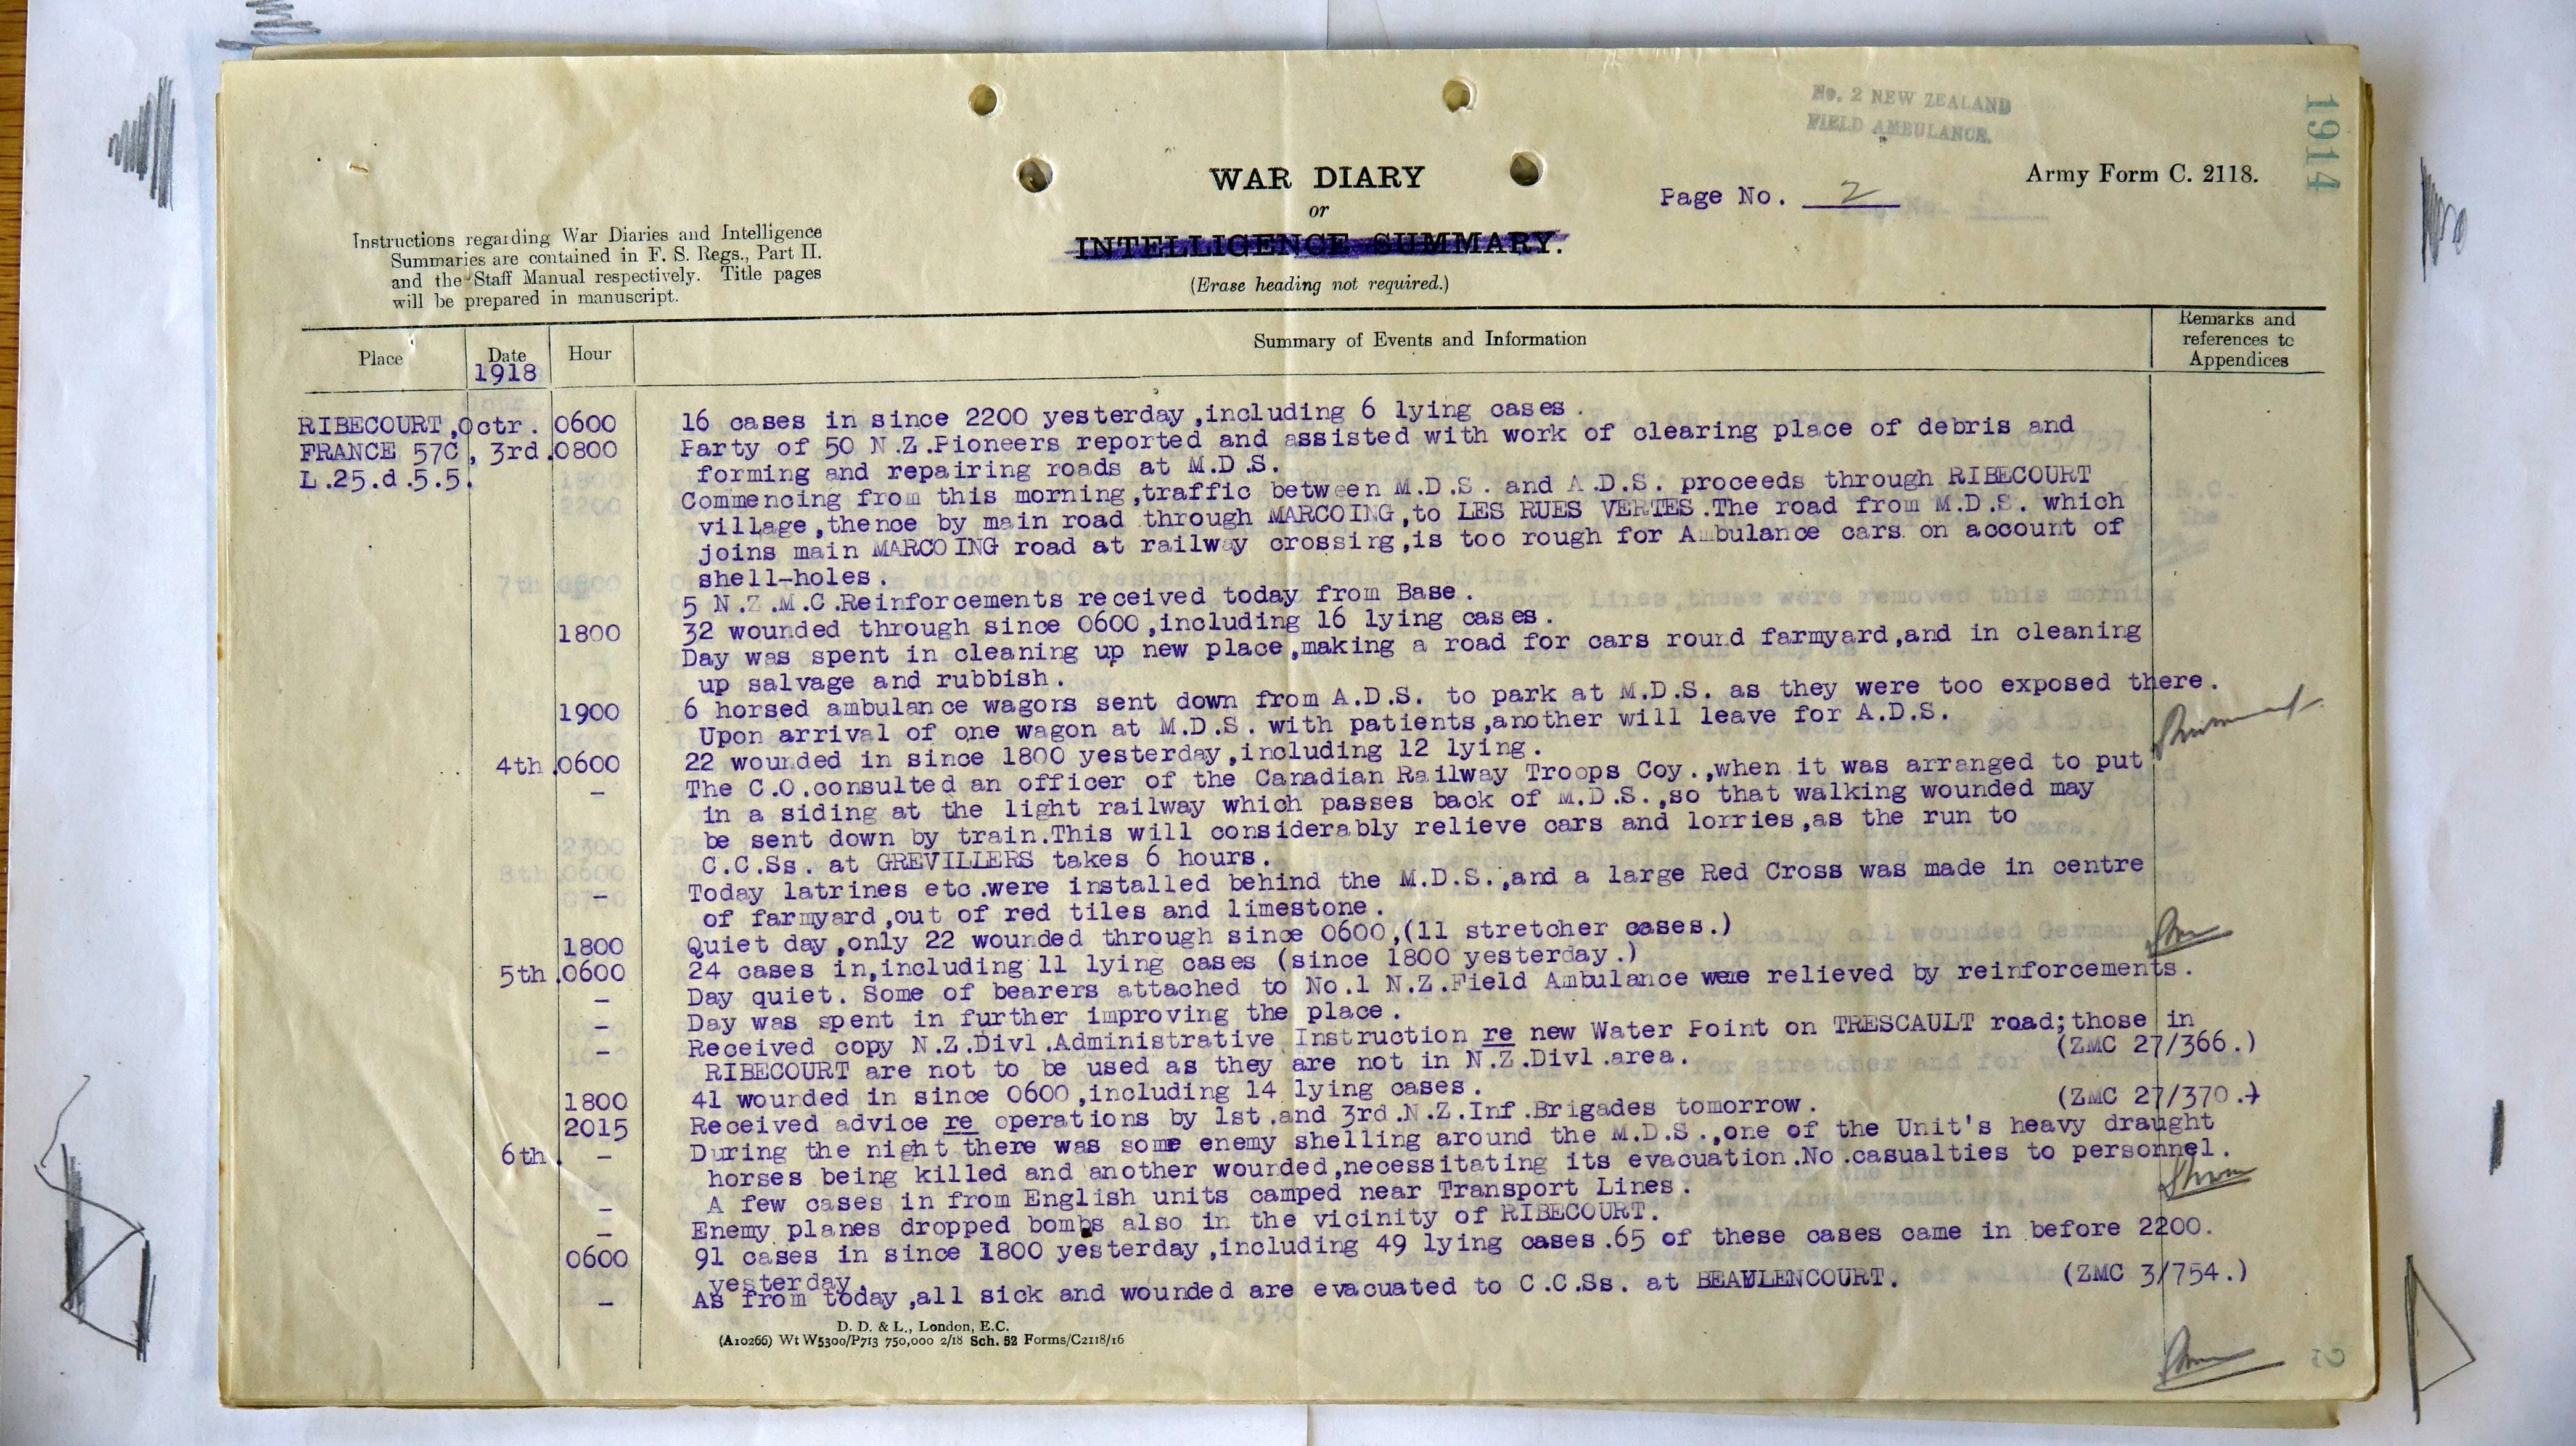 No. 2 NEW ZEALAND
FIELD AMBULANCE.
1914
WAR DIARY
or
INTELLIGENCE SUMMARY.
(Erase heading not required.)
Page No. 2
Army Form C. 2118.
Instructions regarding War Diaries and Intelligence
Summaries are contained in F. S. Regs., Part II.
and the Staff Manual respectively. Title pages
will be prepared in manuscript.
Place Date Hour Summary of Events and Information Remarks and
references to
Appendices
1918
RIBECOURT, Octr. 0600 16 cases in since 2200 yesterday,including 6 lying cases.
FRANCE 57C, 3rd. 0800 Party of 50 N.Z.Pioneers reported and assisted with work of clearing place of debris and
L.25.d.5.5. forming and repairing roads at M.D.S.
Commencing from this morning,traffic between M.D.S. and A.D.S. proceeds through RIBECOURT
village,thence by main road through MARCOING,to LES RUES VERTES.The road from M.D.S. which
joins main MARCOING road at railway crossing,is too rough for Ambulance cars on account of
shell-holes.
5 N.Z.M.C.Reinforcements received today from Base.
1800 32 wounded through since 0600,including 16 lying cases.
Day was spent in cleaning up new place,making a road for cars round farmyard,and in cleaning
up salvage and rubbish.
1900 6 horsed ambulance wagons sent down from A.D.S. to park at M.D.S. as they were too exposed there.
Upon arrival of one wagon at M.D.S. with patients,another will leave for A.D.S.
4th. 0600 22 wounded in since 1800 yesterday,including 12 lying.
- The C.O.consulted an officer of the Canadian Railway Troops Coy.,when it was arranged to put
in a siding at the light railway which passes back of M.D.S.,so that walking wounded may
be sent down by train.This will considerably relieve cars and lorries,as the run to
C.C.Ss. at GREVILLERS takes 6 hours.
- Today latrines etc.were installed behind the M.D.S.,and a large Red Cross was made in centre
of farmyard,out of red tiles and limestone.
1800 Quiet day,only 22 wounded through since 0600,(11 stretcher cases.)
5th. 0600 24 cases in,including 11 lying cases (since 1800 yesterday.)
- Day quiet. Some of bearers attached to No.1 N.Z.Field Ambulance were relieved by reinforcements.
- Day was spent in further improving the place.
- Received copy N.Z.Divl.Administrative Instruction re new Water Point on TRESCAULT road;those in
RIBECOURT are not to be used as they are not in N.Z.Divl.area. (ZMC 27/366.)
1800 41 wounded in since 0600,including 14 lying cases.
2015 Received advice re operations by 1st.and 3rd.N.Z.Inf.Brigades tomorrow. (ZMC 27/370.)
6th. - During the night there was some enemy shelling around the M.D.S.,one of the Unit's heavy draught
horses being killed and another wounded,necessitating its evacuation.No.casualties to personnel.
- A few cases in from English units camped near Transport Lines.
- Enemy planes dropped bombs also in the vicinity of RIBECOURT.
0600 91 cases in since 1800 yesterday,including 49 lying cases.65 of these cases came in before 2200.
yesterday.
- As from today,all sick and wounded are evacuated to C.C.Ss. at BEAULENCOURT. (ZMC 3/754.)
D. D. & L., London, E.C.
(A10266) Wt W5300/P713 750,000 2/18 Sch. 52 Forms/C2118/16